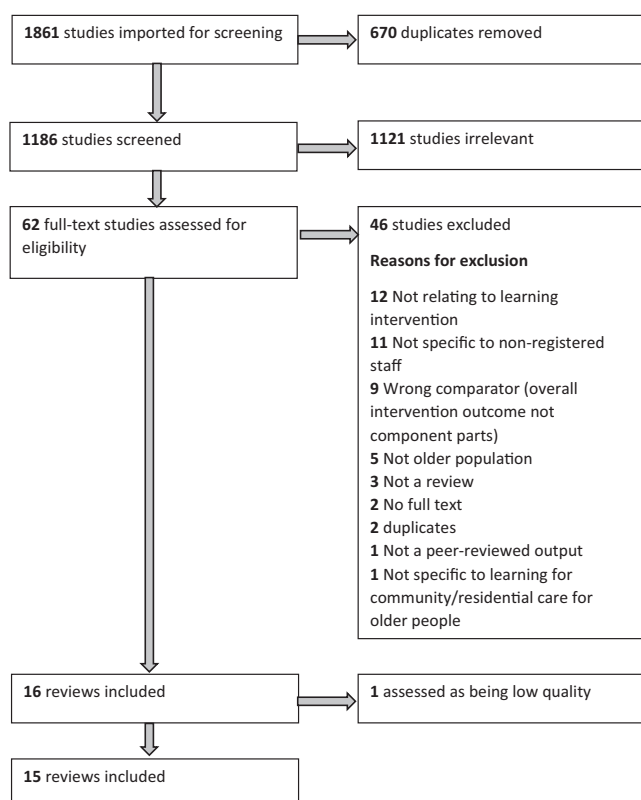 1861 studies imported for screening
670 duplicates removed
1186 studies screened
1121 studies irrelevant
62 full-text studies assessed for
eligibility
46 studies excluded
Reasons for exclusion
12 Not relating to learning
intervention
11 Not specific to non-registered
staff
9 Wrong comparator (overall
intervention outcome not
component parts)
5 Not older population
3 Not a review
2 No full text
2 duplicates
1 Not a peer-reviewed output
1 Not specific to learning for
community/residential care for
older people
16 reviews included
1 assessed as being low quality
15 reviews included